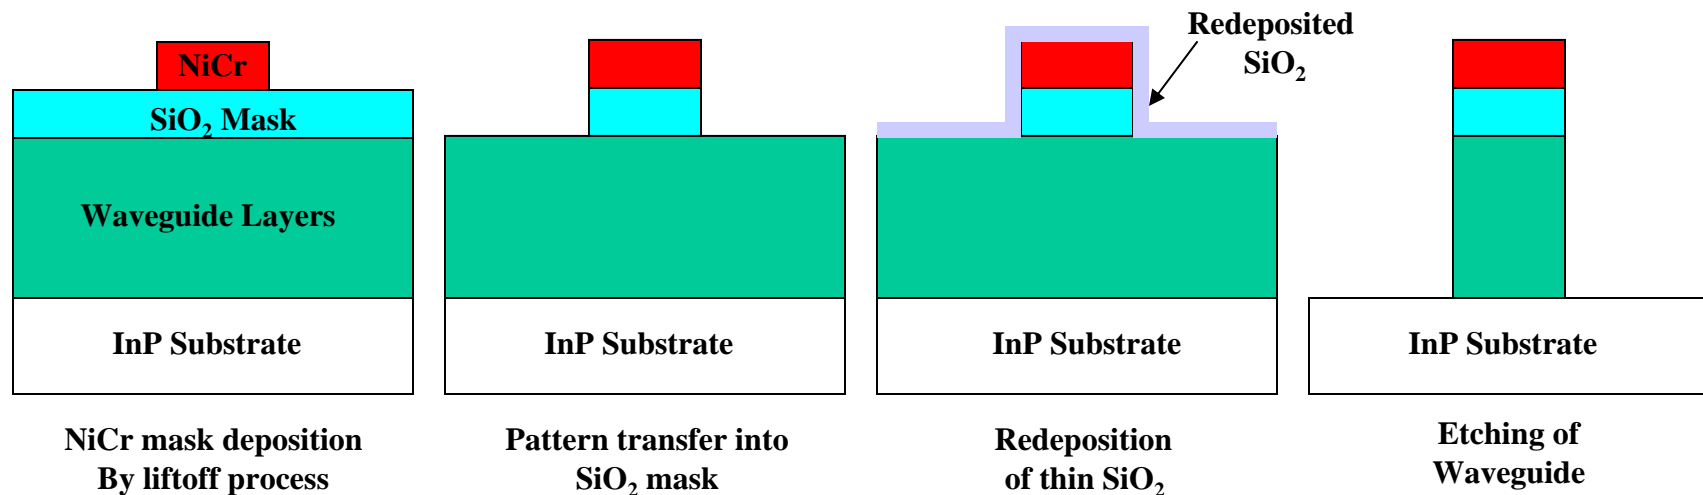 NiCr
SiO₂ Mask
Waveguide Layers
InP Substrate
NiCr mask deposition
By liftoff process
InP Substrate
Pattern transfer into
SiO₂ mask
Redeposited
SiO₂
InP Substrate
Redeposition
of thin SiO₂
InP Substrate
Etching of
Waveguide